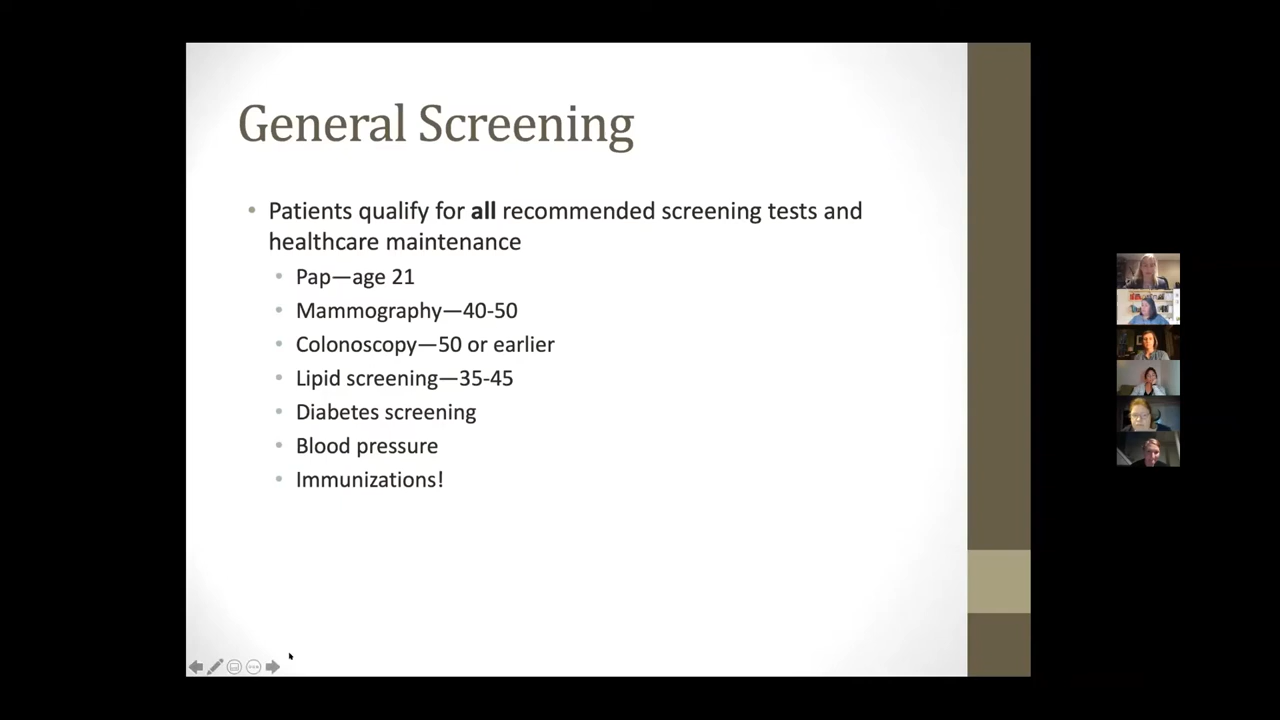 General Screening
• Patients qualify for all recommended screening tests and
healthcare maintenance
• Pap—age 21
• Mammography—40-50
• Colonoscopy—50 or earlier
• Lipid screening—35-45
• Diabetes screening
• Blood pressure
• Immunizations!